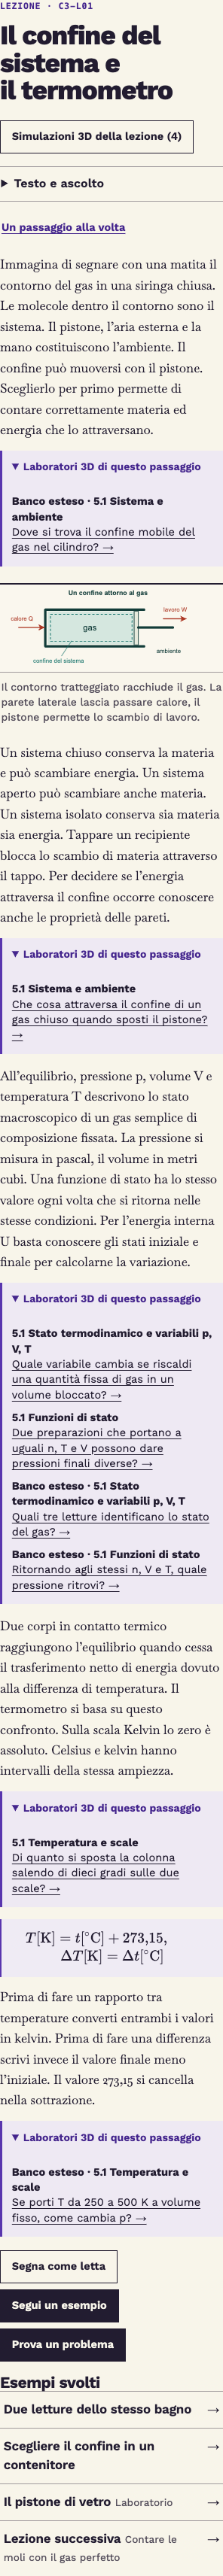 LEZIONE · C3–L01
Il confine del
sistema e
il termometro
Simulazioni 3D della lezione (4)
▶ Testo e ascolto
Un passaggio alla volta
Immagina di segnare con una matita il
contorno del gas in una siringa chiusa.
Le molecole dentro il contorno sono il
sistema. Il pistone, l’aria esterna e la
mano costituiscono l’ambiente. Il
confine può muoversi con il pistone.
Sceglierlo per primo permette di
contare correttamente materia ed
energia che lo attraversano.
▼ Laboratori 3D di questo passaggio
Banco esteso · 5.1 Sistema e
ambiente
Dove si trova il confine mobile del
gas nel cilindro? →
Un confine attorno al gas
calore Q
lavoro W
gas
ambiente
confine del sistema
Il contorno tratteggiato racchiude il gas. La
parete laterale lascia passare calore, il
pistone permette lo scambio di lavoro.
Un sistema chiuso conserva la materia
e può scambiare energia. Un sistema
aperto può scambiare anche materia.
Un sistema isolato conserva sia materia
sia energia. Tappare un recipiente
blocca lo scambio di materia attraverso
il tappo. Per decidere se l’energia
attraversa il confine occorre conoscere
anche le proprietà delle pareti.
▼ Laboratori 3D di questo passaggio
5.1 Sistema e ambiente
Che cosa attraversa il confine di un
gas chiuso quando sposti il pistone?
→
All’equilibrio, pressione p, volume V e
temperatura T descrivono lo stato
macroscopico di un gas semplice di
composizione fissata. La pressione si
misura in pascal, il volume in metri
cubi. Una funzione di stato ha lo stesso
valore ogni volta che si ritorna nelle
stesse condizioni. Per l’energia interna
U basta conoscere gli stati iniziale e
finale per calcolarne la variazione.
▼ Laboratori 3D di questo passaggio
5.1 Stato termodinamico e variabili p,
V, T
Quale variabile cambia se riscaldi
una quantità fissa di gas in un
volume bloccato? →
5.1 Funzioni di stato
Due preparazioni che portano a
uguali n, T e V possono dare
pressioni finali diverse? →
Banco esteso · 5.1 Stato
termodinamico e variabili p, V, T
Quali tre letture identificano lo stato
del gas? →
Banco esteso · 5.1 Funzioni di stato
Ritornando agli stessi n, V e T, quale
pressione ritrovi? →
Due corpi in contatto termico
raggiungono l’equilibrio quando cessa
il trasferimento netto di energia dovuto
alla differenza di temperatura. Il
termometro si basa su questo
confronto. Sulla scala Kelvin lo zero è
assoluto. Celsius e kelvin hanno
intervalli della stessa ampiezza.
▼ Laboratori 3D di questo passaggio
5.1 Temperatura e scale
Di quanto si sposta la colonna
salendo di dieci gradi sulle due
scale? →
T[K] = t[°C] + 273,15,
ΔT[K] = Δt[°C]
Prima di fare un rapporto tra
temperature converti entrambi i valori
in kelvin. Prima di fare una differenza
scrivi invece il valore finale meno
l’iniziale. Il valore 273,15 si cancella
nella sottrazione.
▼ Laboratori 3D di questo passaggio
Banco esteso · 5.1 Temperatura e
scale
Se porti T da 250 a 500 K a volume
fisso, come cambia p? →
Segna come letta
Segui un esempio
Prova un problema
Esempi svolti
Due letture dello stesso bagno →
Scegliere il confine in un →
contenitore
Il pistone di vetro Laboratorio →
Lezione successiva Contare le →
moli con il gas perfetto